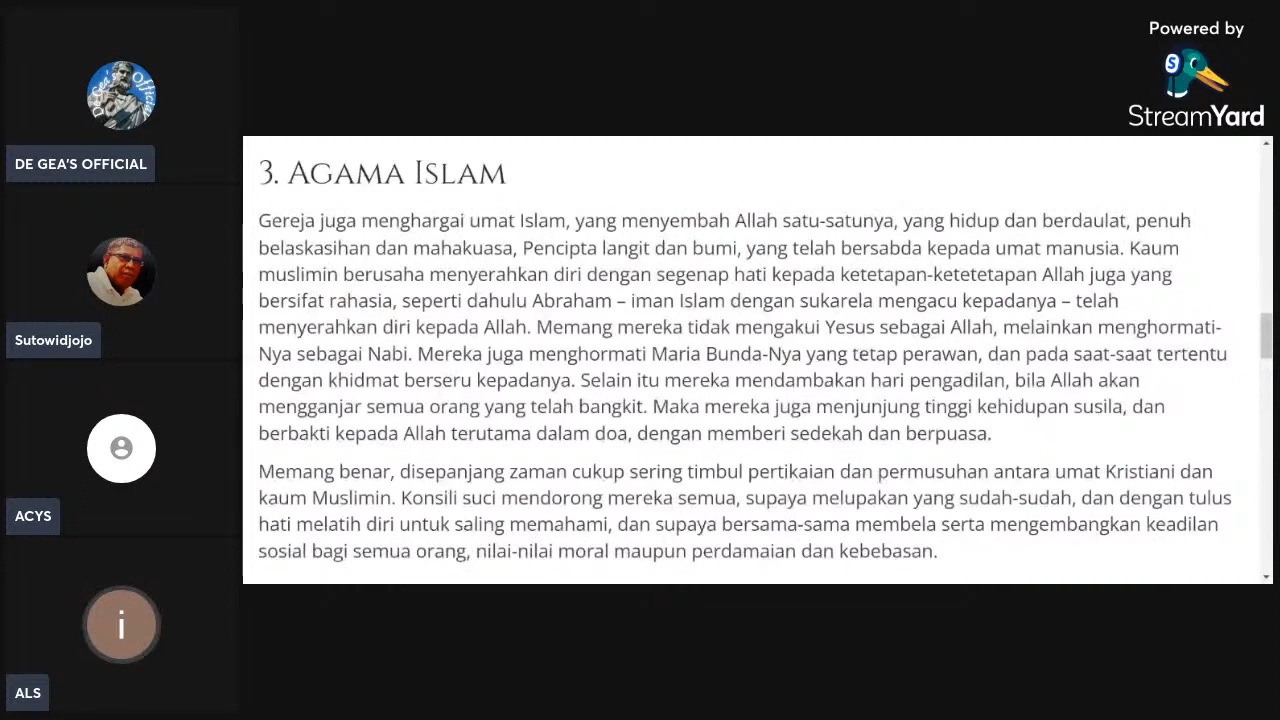 Powered by
StreamYard
DE GEA'S OFFICIAL
Sutowidjojo
ACYS
i
ALS
3. AGAMA ISLAM
Gereja juga menghargai umat Islam, yang menyembah Allah satu-satunya, yang hidup dan berdaulat, penuh
belaskasihan dan mahakuasa, Pencipta langit dan bumi, yang telah bersabda kepada umat manusia. Kaum
muslimin berusaha menyerahkan diri dengan segenap hati kepada ketetapan-ketetetapan Allah juga yang
bersifat rahasia, seperti dahulu Abraham – iman Islam dengan sukarela mengacu kepadanya – telah
menyerahkan diri kepada Allah. Memang mereka tidak mengakui Yesus sebagai Allah, melainkan menghormati-
Nya sebagai Nabi. Mereka juga menghormati Maria Bunda-Nya yang tetap perawan, dan pada saat-saat tertentu
dengan khidmat berseru kepadanya. Selain itu mereka mendambakan hari pengadilan, bila Allah akan
mengganjar semua orang yang telah bangkit. Maka mereka juga menjunjung tinggi kehidupan susila, dan
berbakti kepada Allah terutama dalam doa, dengan memberi sedekah dan berpuasa.
Memang benar, disepanjang zaman cukup sering timbul pertikaian dan permusuhan antara umat Kristiani dan
kaum Muslimin. Konsili suci mendorong mereka semua, supaya melupakan yang sudah-sudah, dan dengan tulus
hati melatih diri untuk saling memahami, dan supaya bersama-sama membela serta mengembangkan keadilan
sosial bagi semua orang, nilai-nilai moral maupun perdamaian dan kebebasan.